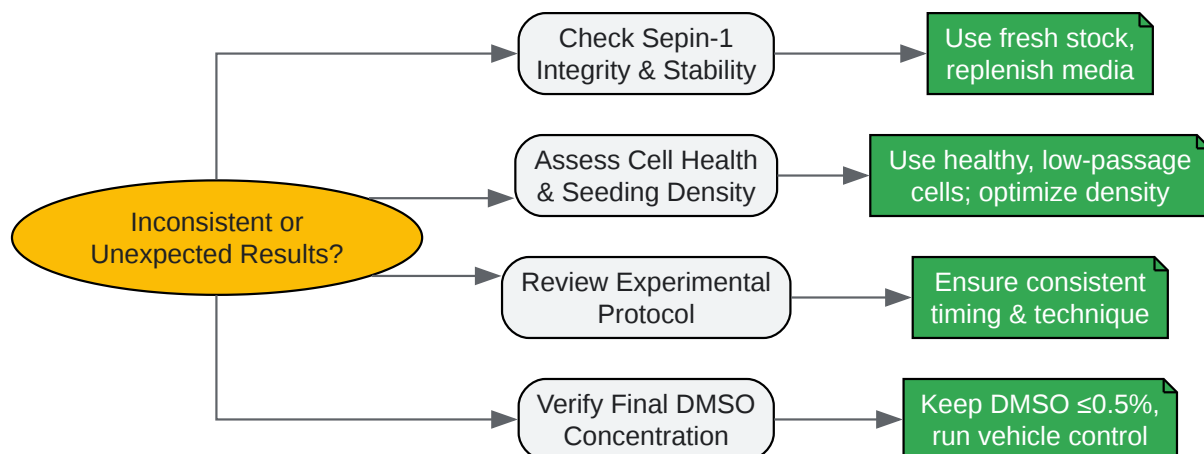 Inconsistent or
Unexpected Results?
Check Sepin-1
Integrity & Stability
Use fresh stock,
replenish media
Assess Cell Health
& Seeding Density
Use healthy, low-passage
cells; optimize density
Review Experimental
Protocol
Ensure consistent
timing & technique
Verify Final DMSO
Concentration
Keep DMSO ≤0.5%,
run vehicle control